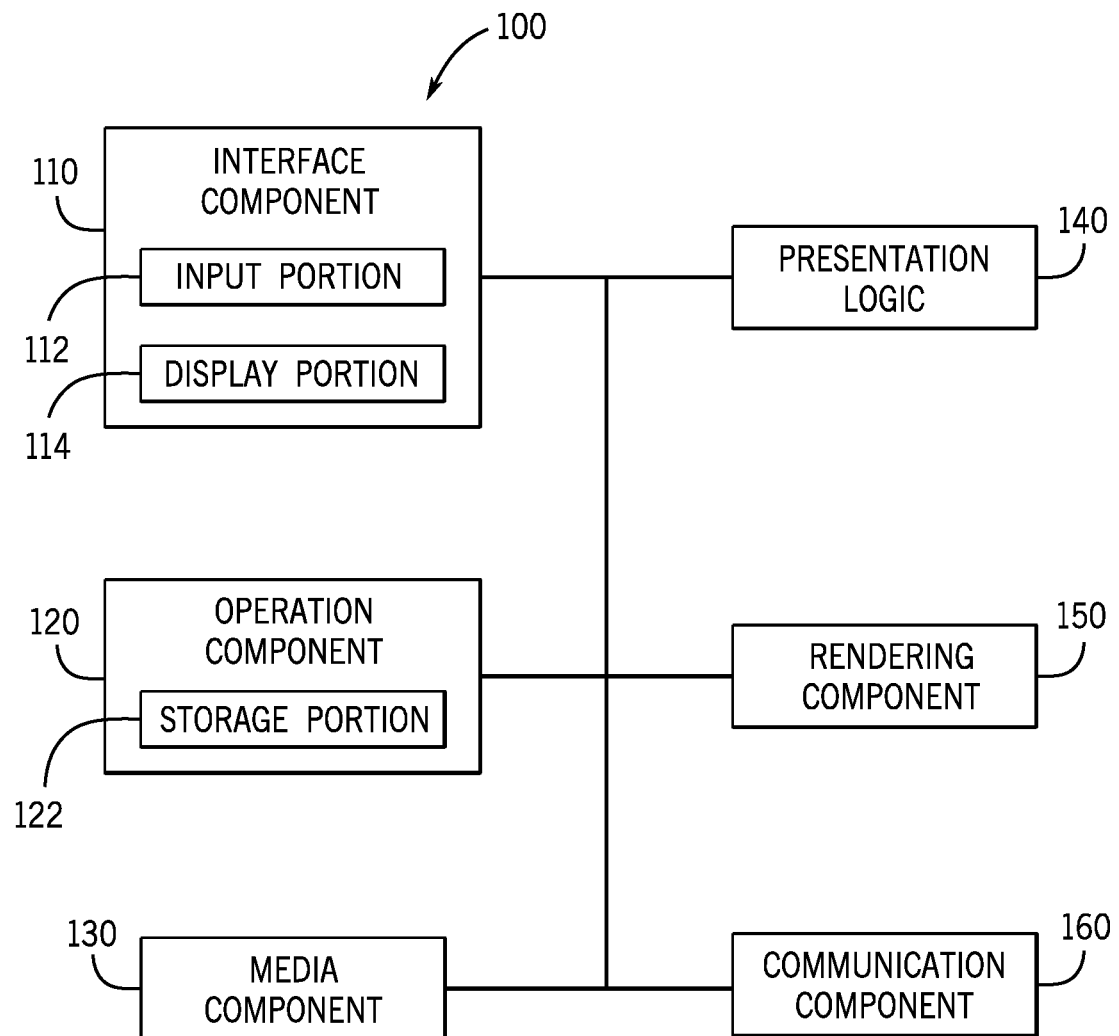 100
110
INTERFACE
COMPONENT
INPUT PORTION
112
DISPLAY PORTION
114
140
PRESENTATION
LOGIC
120
OPERATION
COMPONENT
STORAGE PORTION
122
150
RENDERING
COMPONENT
130
MEDIA
COMPONENT
160
COMMUNICATION
COMPONENT